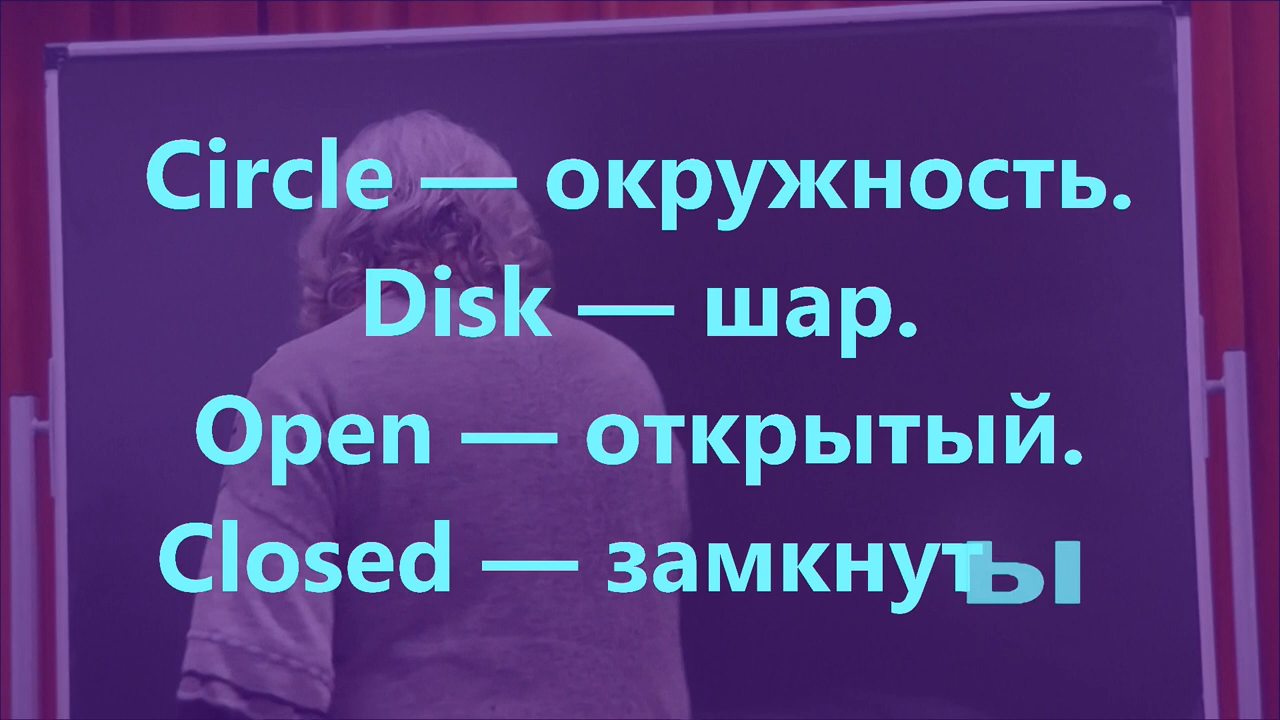 Circle — окружность.
Disk — шар.
Open — открытый.
Closed — замкнуты